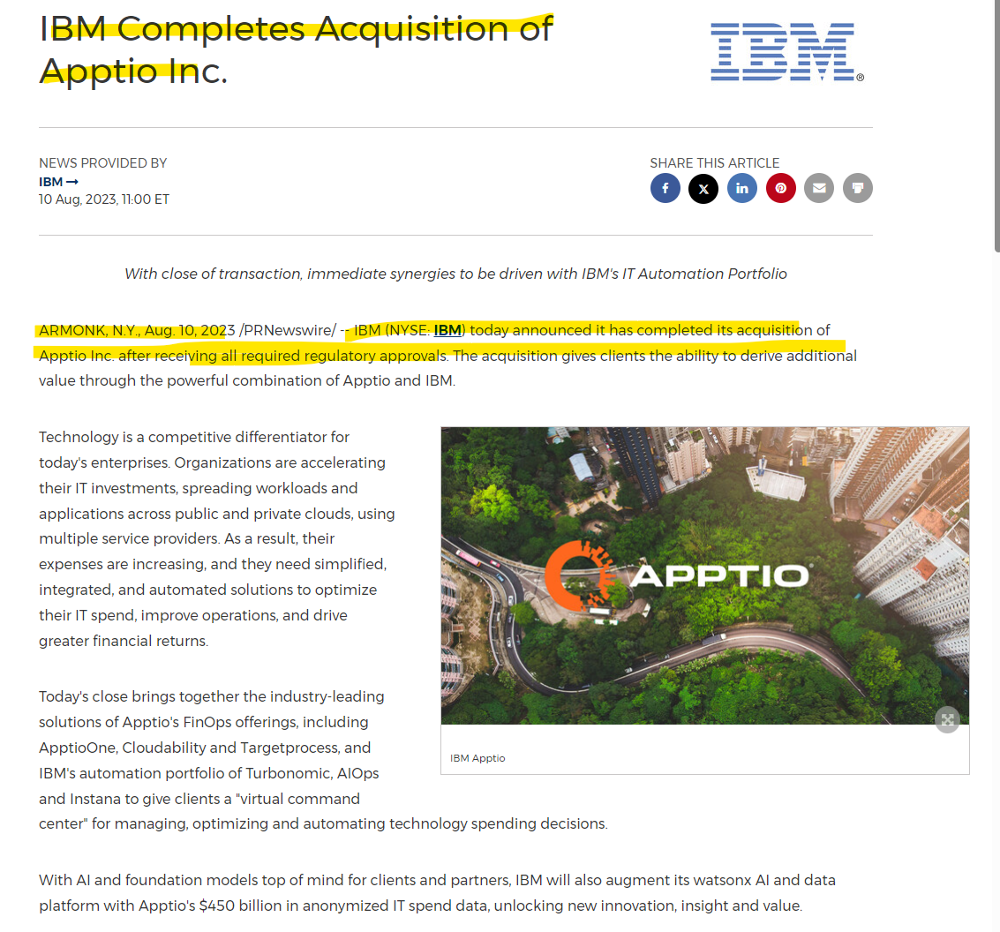 IBM Completes Acquisition of
Apptio Inc.
IBM®
NEWS PROVIDED BY
IBM →
10 Aug, 2023, 11:00 ET
SHARE THIS ARTICLE
With close of transaction, immediate synergies to be driven with IBM's IT Automation Portfolio
ARMONK, N.Y., Aug. 10, 2023 /PRNewswire/ -- IBM (NYSE: IBM) today announced it has completed its acquisition of
Apptio Inc. after receiving all required regulatory approvals. The acquisition gives clients the ability to derive additional
value through the powerful combination of Apptio and IBM.
Technology is a competitive differentiator for
today's enterprises. Organizations are accelerating
their IT investments, spreading workloads and
applications across public and private clouds, using
multiple service providers. As a result, their
expenses are increasing, and they need simplified,
integrated, and automated solutions to optimize
their IT spend, improve operations, and drive
greater financial returns.
APPTIO
IBM Apptio
Today's close brings together the industry-leading
solutions of Apptio's FinOps offerings, including
ApptioOne, Cloudability and Targetprocess, and
IBM's automation portfolio of Turbonomic, AIOps
and Instana to give clients a "virtual command
center" for managing, optimizing and automating technology spending decisions.
With AI and foundation models top of mind for clients and partners, IBM will also augment its watsonx AI and data
platform with Apptio's $450 billion in anonymized IT spend data, unlocking new innovation, insight and value.